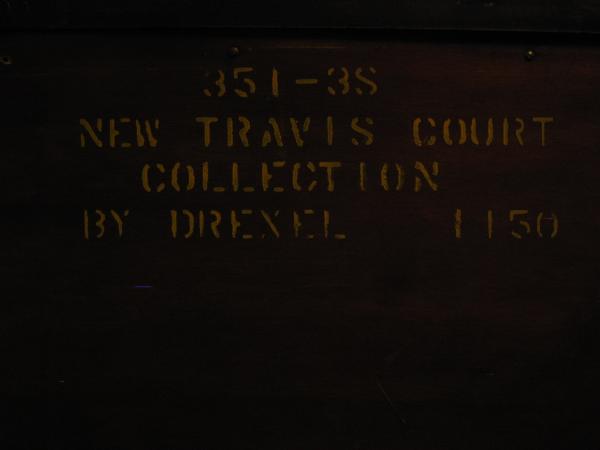 351-3S
NEW TRAVIS COURT
COLLECTION
BY DREXEL 1150